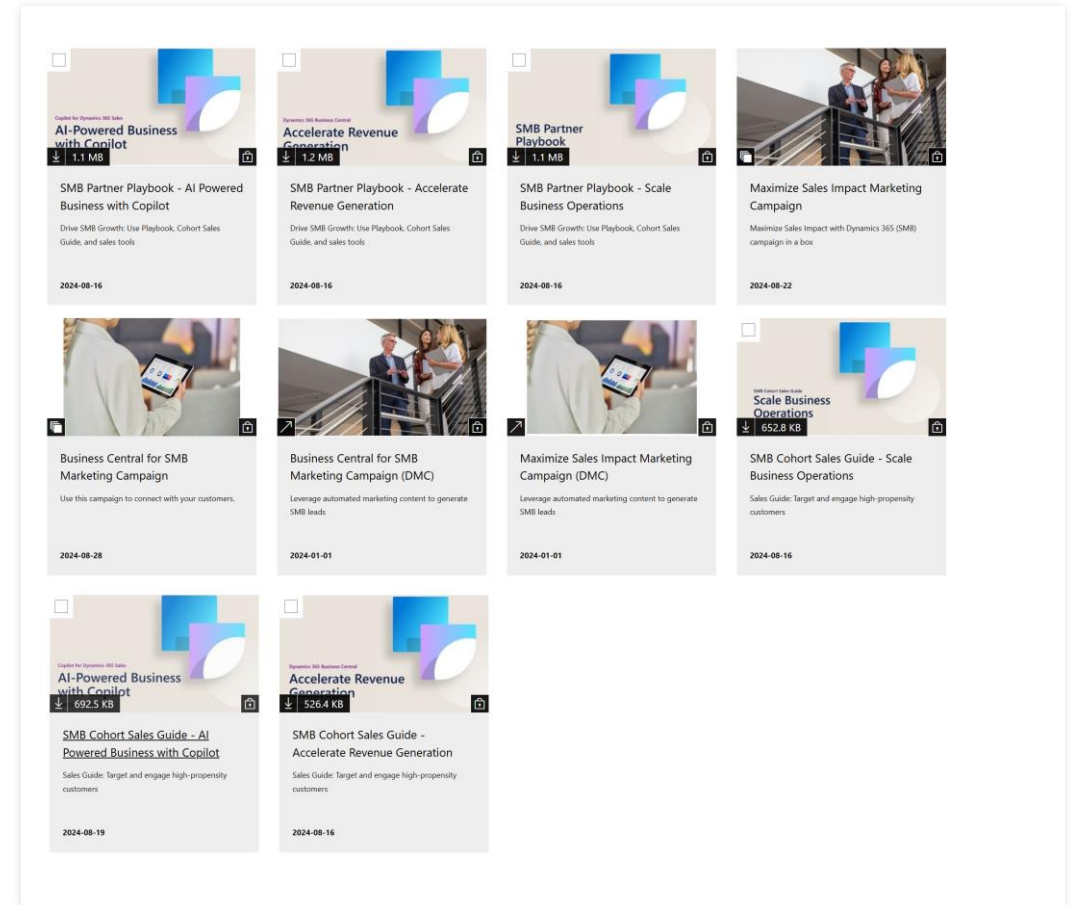 Copilot for Dynamics 365 Sales
AI-Powered Business
with Copilot
1.1 MB
SMB Partner Playbook - AI Powered
Business with Copilot
Drive SMB Growth: Use Playbook, Cohort Sales
Guide, and sales tools
2024-08-16
Dynamics 365 Business Central
Accelerate Revenue
Generation
1.2 MB
SMB Partner Playbook - Accelerate
Revenue Generation
Drive SMB Growth: Use Playbook, Cohort Sales
Guide, and sales tools
2024-08-16
SMB Partner
Playbook
1.1 MB
SMB Partner Playbook - Scale
Business Operations
Drive SMB Growth: Use Playbook, Cohort Sales
Guide, and sales tools
2024-08-16
Maximize Sales Impact Marketing
Campaign
Maximize Sales Impact with Dynamics 365 (SMB)
campaign in a box
2024-08-22
Business Central for SMB
Marketing Campaign
Use this campaign to connect with your customers.
2024-08-28
Business Central for SMB
Marketing Campaign (DMC)
Leverage automated marketing content to generate
SMB leads
2024-01-01
Maximize Sales Impact Marketing
Campaign (DMC)
Leverage automated marketing content to generate
SMB leads
2024-01-01
SMB Cohort Sales Guide
Scale Business
Operations
652.8 KB
SMB Cohort Sales Guide - Scale
Business Operations
Sales Guide: Target and engage high-propensity
customers
2024-08-16
Copilot for Dynamics 365 Sales
AI-Powered Business
with Copilot
692.5 KB
SMB Cohort Sales Guide - AI
Powered Business with Copilot
Sales Guide: Target and engage high-propensity
customers
2024-08-19
Dynamics 365 Business Central
Accelerate Revenue
Generation
526.4 KB
SMB Cohort Sales Guide -
Accelerate Revenue Generation
Sales Guide: Target and engage high-propensity
customers
2024-08-16